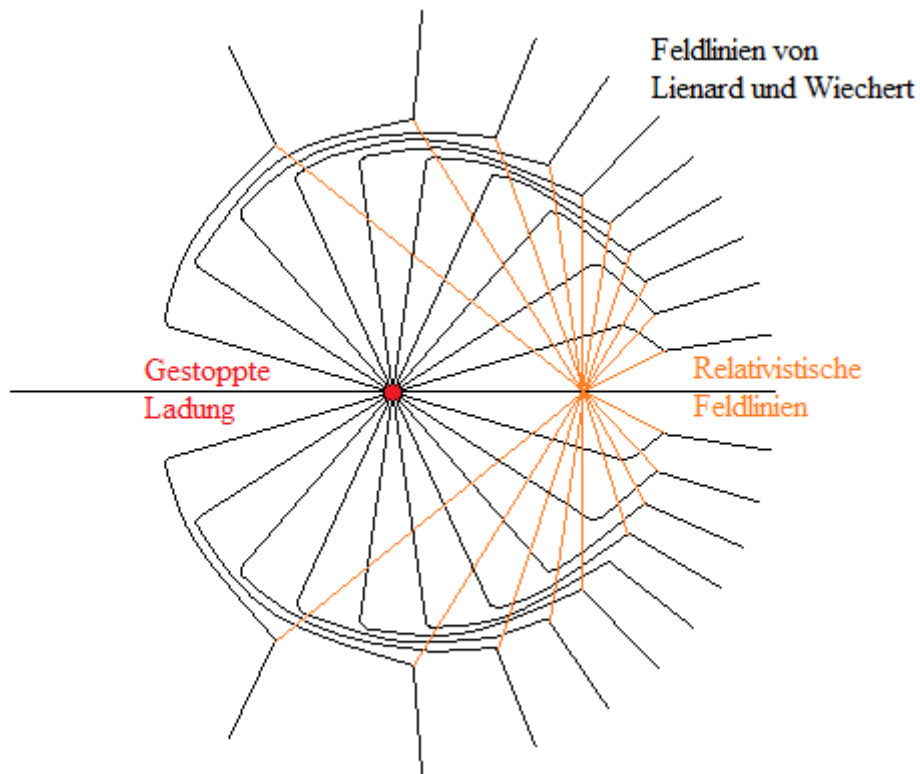 Feldlinien von
Lienard und Wiechert
Gestoppte
Ladung
Relativistische
Feldlinien